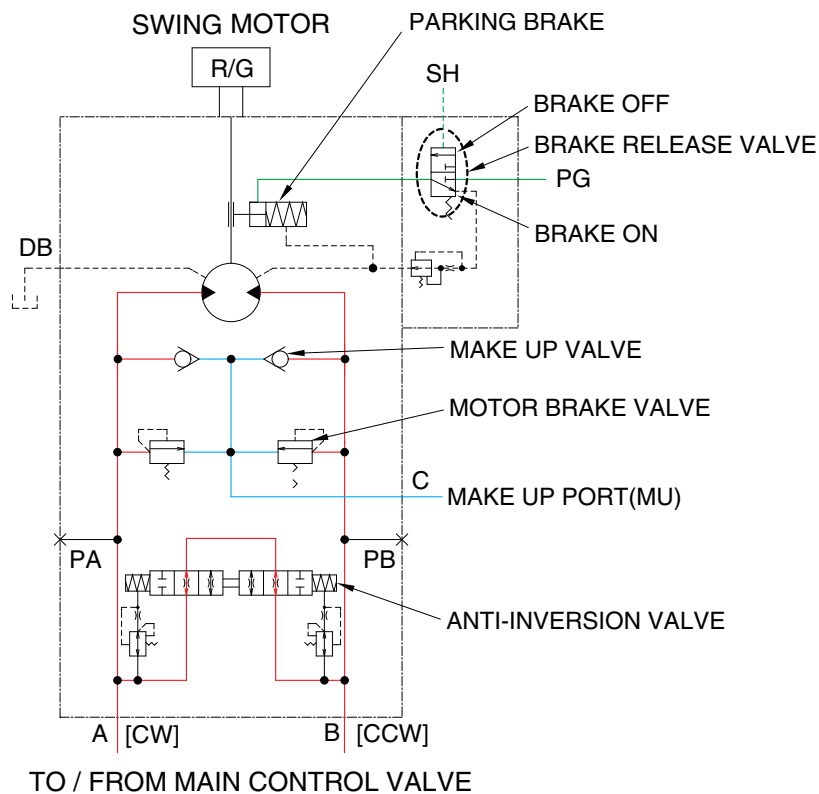 SWING MOTOR
PARKING BRAKE
R/G
SH
BRAKE OFF
BRAKE RELEASE VALVE
PG
BRAKE ON
DB
MAKE UP VALVE
MOTOR BRAKE VALVE
C
MAKE UP PORT(MU)
PA
PB
ANTI-INVERSION VALVE
A [CW]
B [CCW]
TO / FROM MAIN CONTROL VALVE